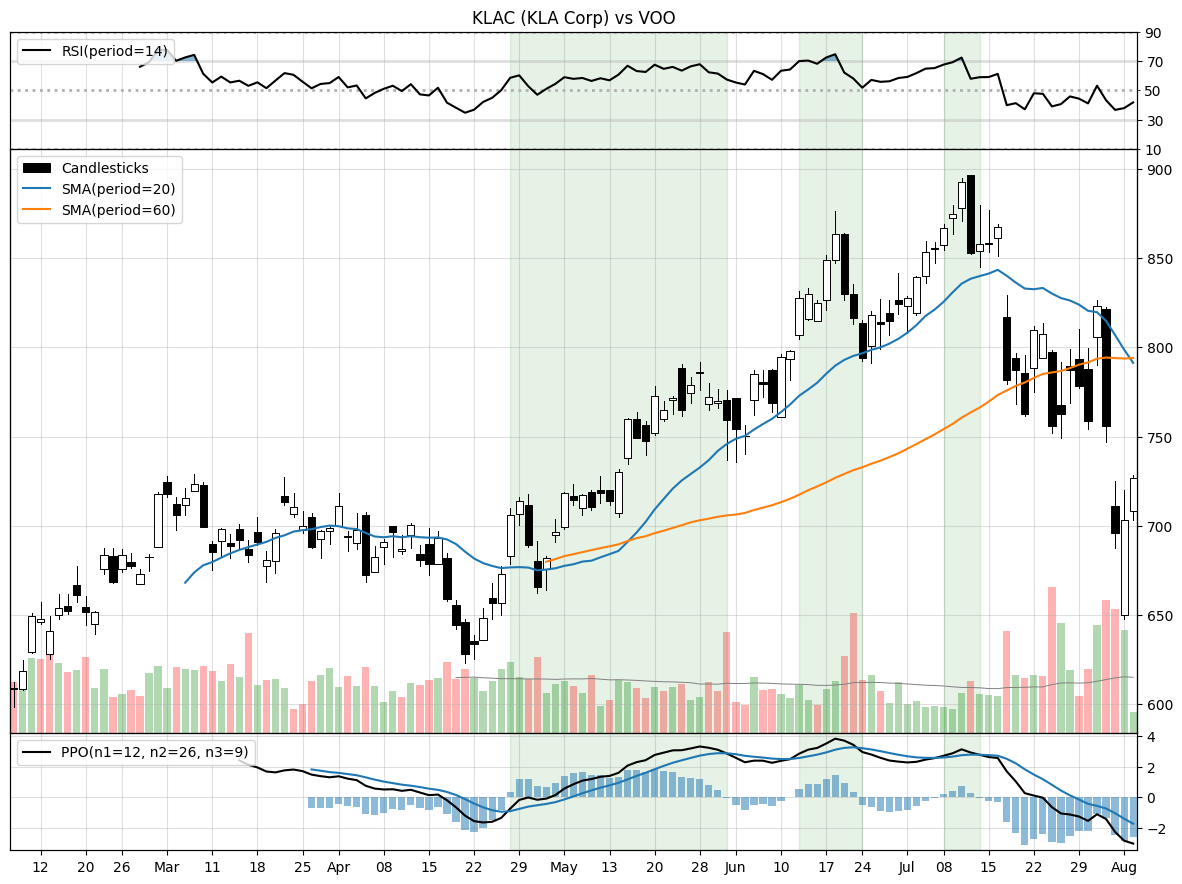 KLAC (KLA Corp) vs VOO
RSI(period=14)
90
70
50
30
10
Candlesticks
SMA(period=20)
SMA(period=60)
900
850
800
750
700
650
600
PPO(n1=12, n2=26, n3=9)
4
2
0
−2
12 20 26 Mar 11 18 25 Apr 08 15 22 29 May 13 20 28 Jun 10 17 24 Jul 08 15 22 29 Aug